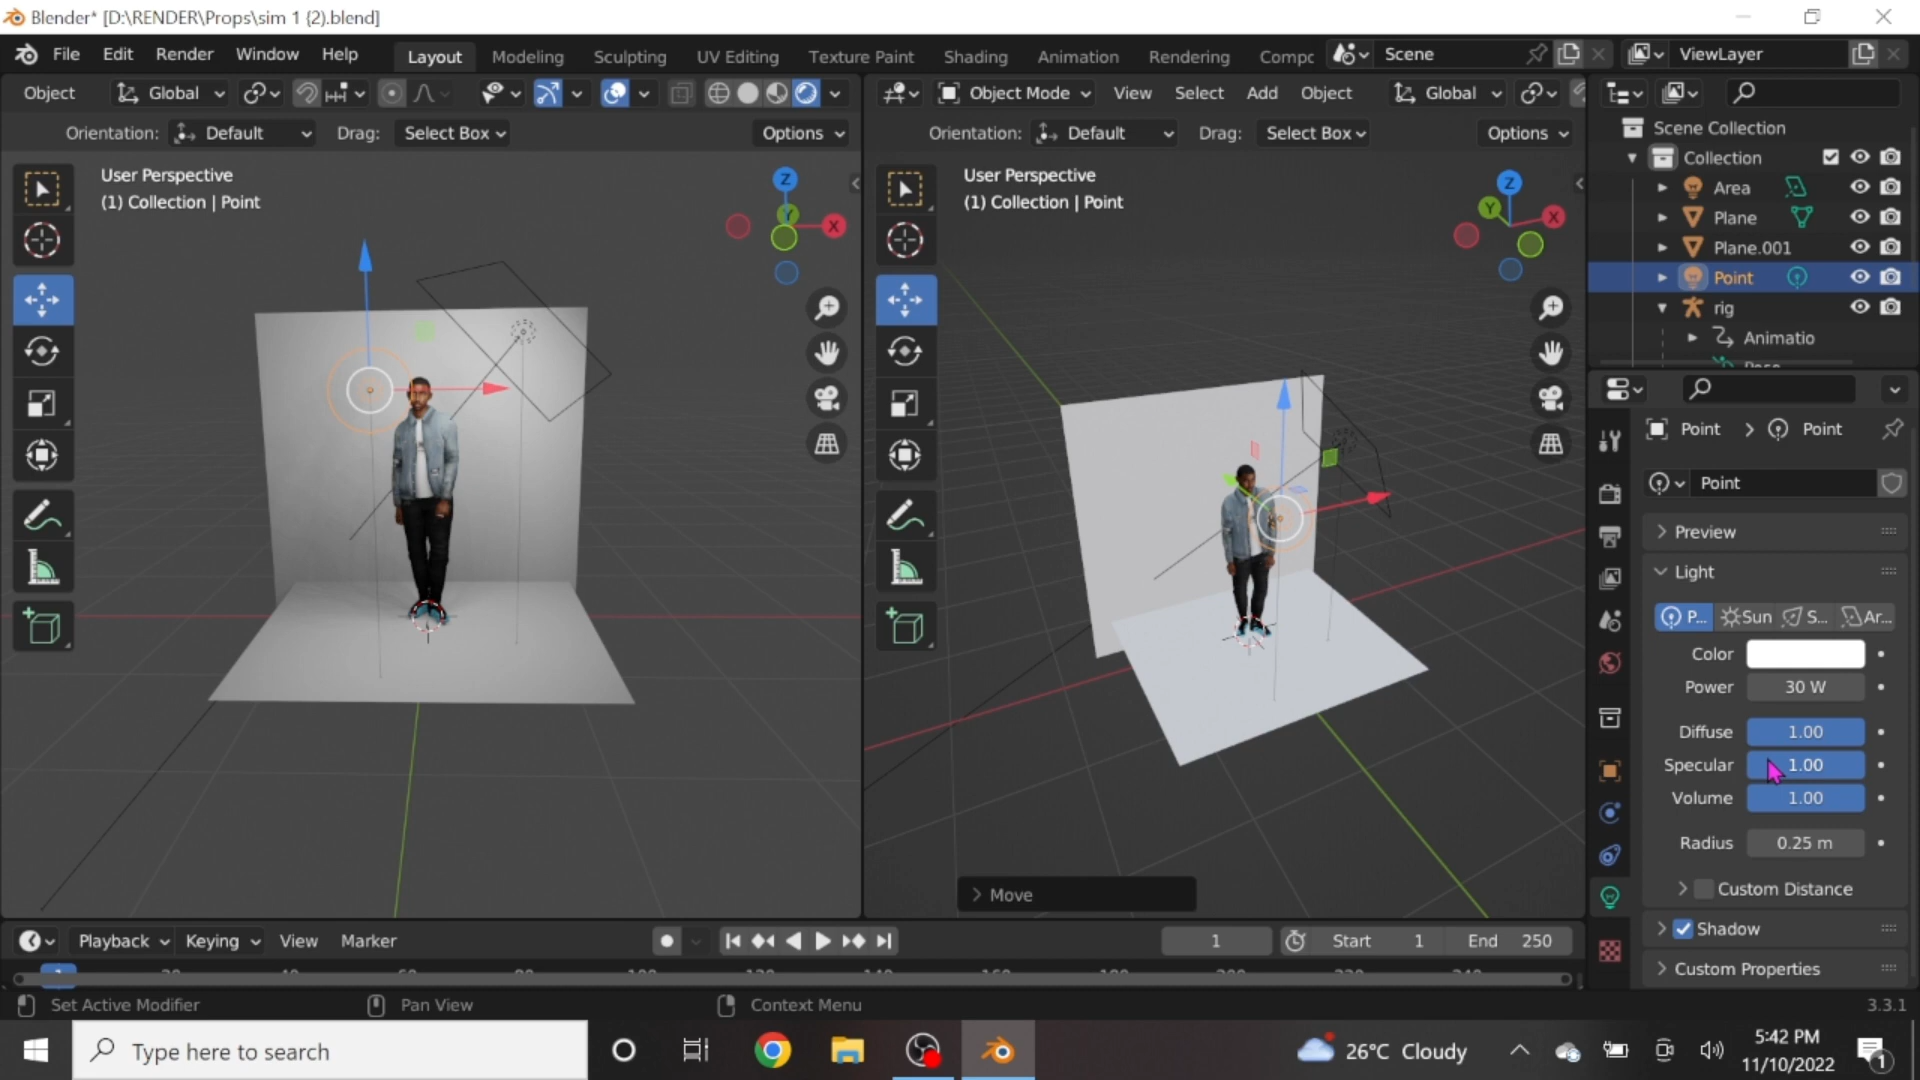 Blender* [D:\RENDER\Props\sim 1 {2).blend]
File Edit Render Window Help Layout Modeling Sculpting UV Editing Texture Paint Shading Animation Rendering Compc Scene ViewLayer
Object Global Object Mode View Select Add Object Global
Orientation: Default Drag: Select Box Options Orientation: Default Drag: Select Box Options
Scene Collection
Collection
Area
Plane
Plane.001
Point
rig
Animatio
User Perspective
(1) Collection | Point
Z
Y
X
User Perspective
(1) Collection | Point
Z
Y
X
Move
Point > Point
Point
Preview
Light
P... Sun S... Ar...
Color
Power 30 W
Diffuse 1.00
Specular 1.00
Volume 1.00
Radius 0.25 m
Custom Distance
Shadow
Custom Properties
Playback Keying View Marker 1 Start 1 End 250
1
Set Active Modifier Pan View Context Menu 3.3.1
Type here to search 26°C Cloudy 5:42 PM
11/10/2022
1